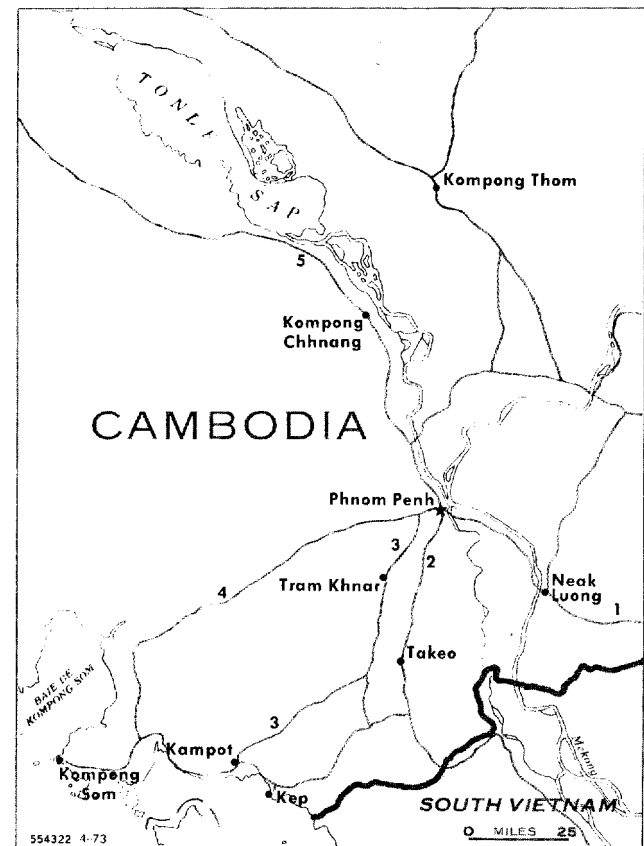 TONLE
SAP
Kompong Thom
5
Kompong
Chhnang
CAMBODIA
Phnom Penh
3
2
4
Tram Khnar
Neak
Luong
1
Takeo
BAIE DE
KOMPONG SOM
3
Kampot
Kompong
Som
Kep
Mekong
SOUTH VIETNAM
0 MILES 25
554322 4-73